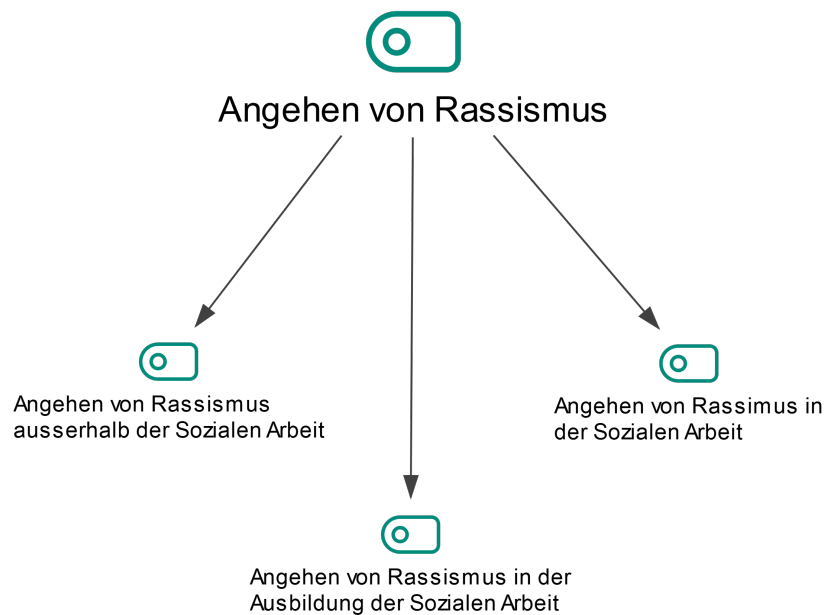 Angehen von Rassismus
Angehen von Rassismus
ausserhalb der Sozialen Arbeit
Angehen von Rassimus in
der Sozialen Arbeit
Angehen von Rassismus in der
Ausbildung der Sozialen Arbeit